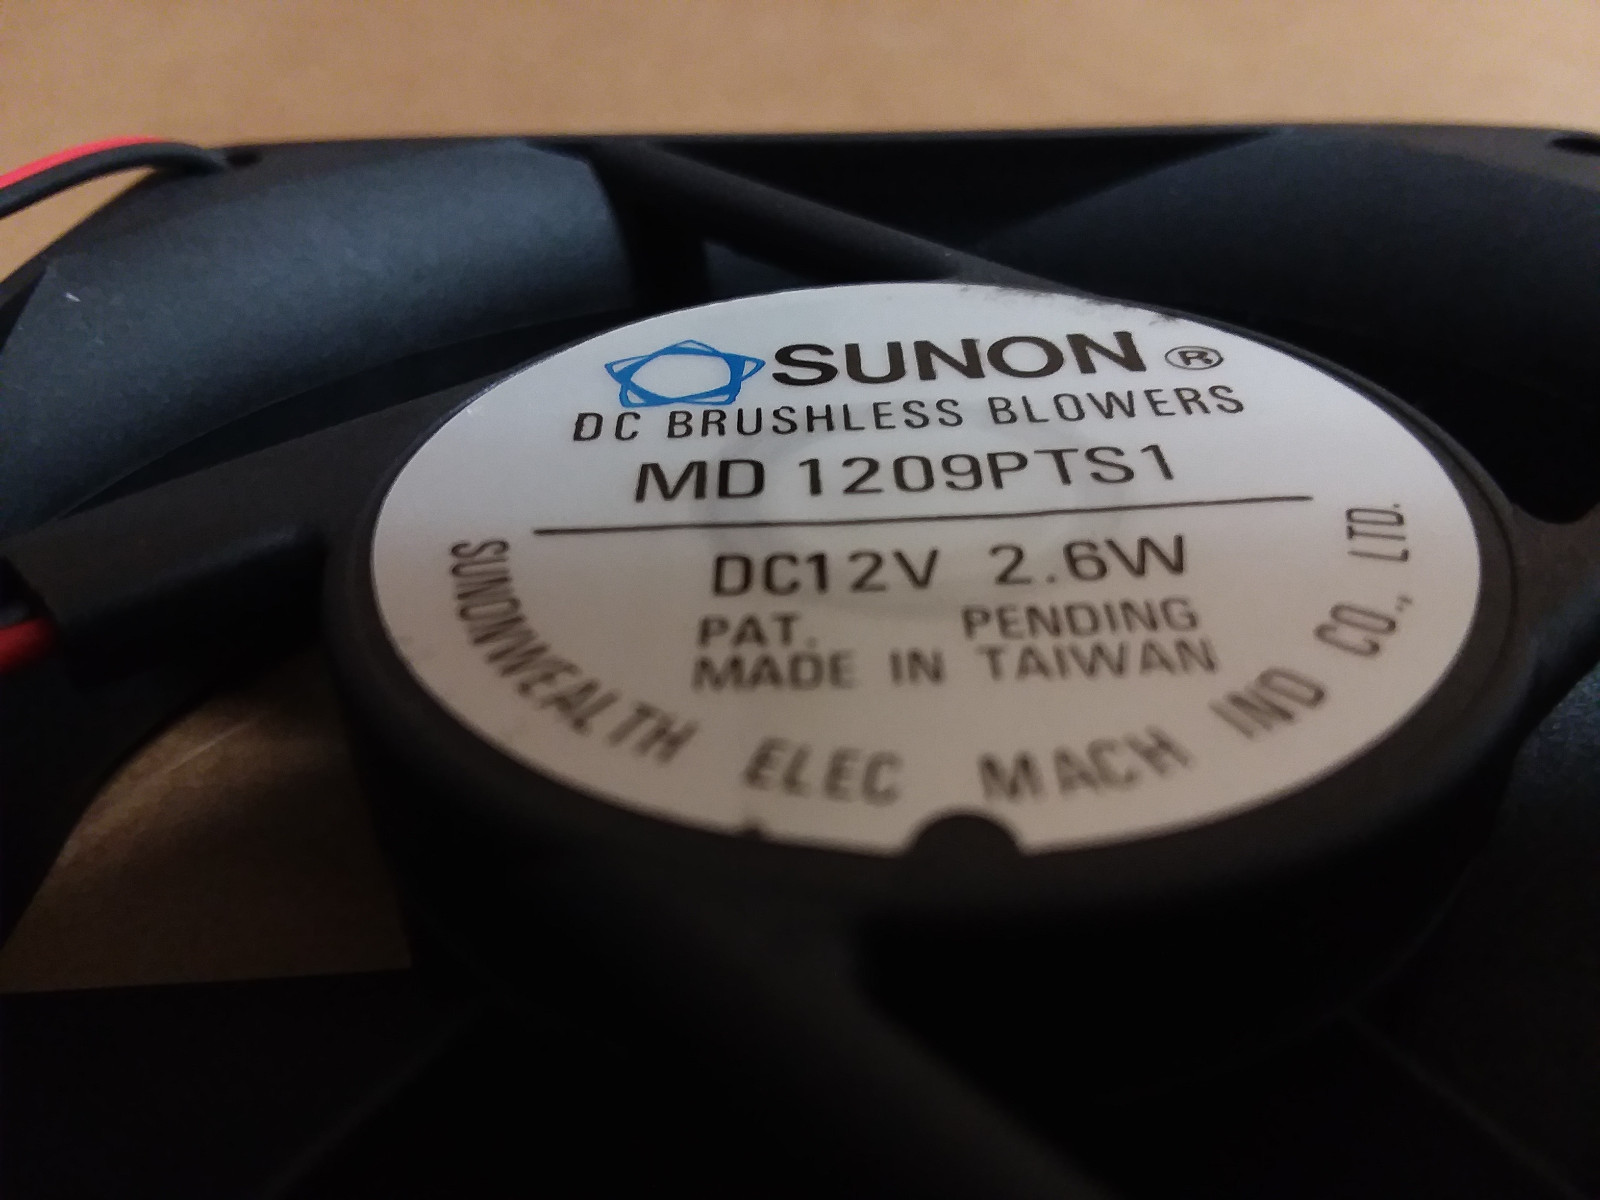 SUNON ®
DC BRUSHLESS BLOWERS
MD 1209PTS1
DC12V 2.6W
PAT. PENDING
MADE IN TAIWAN
SUNONWEALTH ELEC MACH IND CO., LTD.